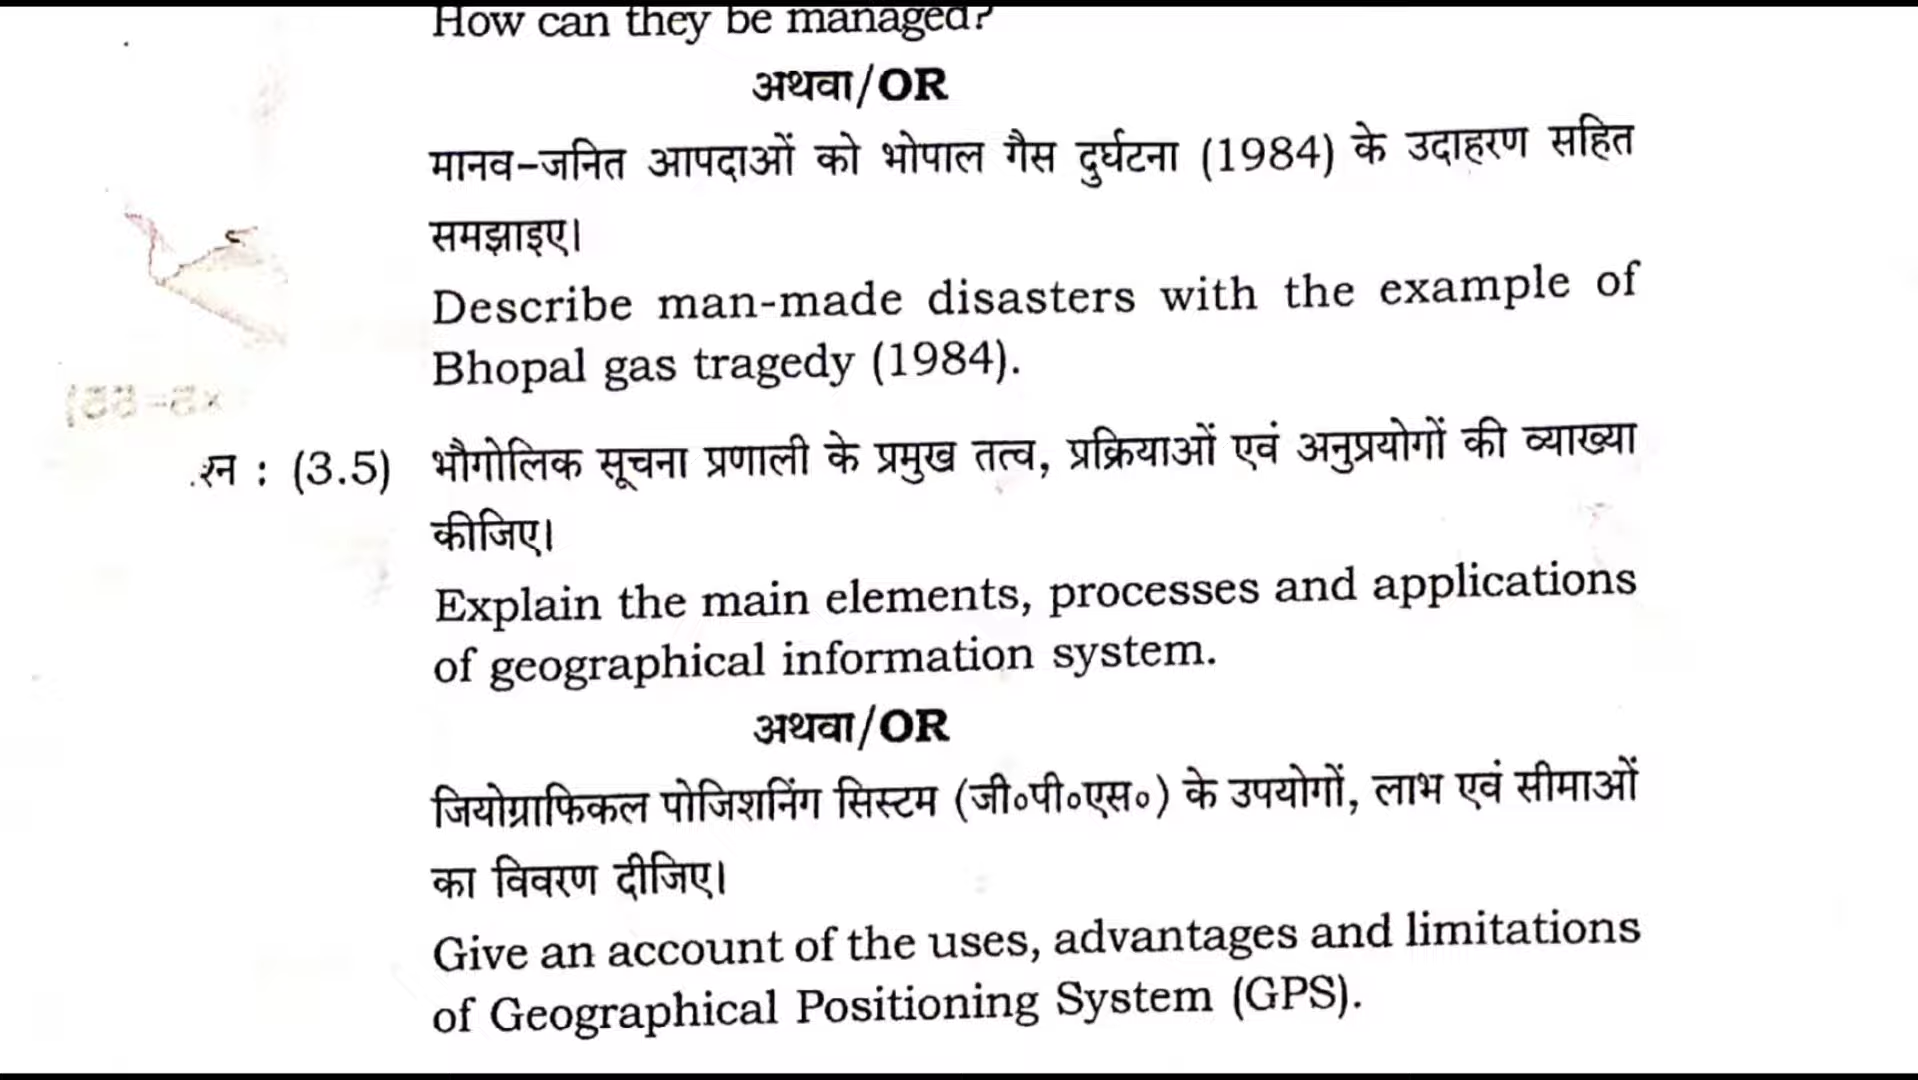 How can they be managed?
अथवा/OR
मानव-जनित आपदाओं को भोपाल गैस दुर्घटना (1984) के उदाहरण सहित
समझाइए।
Describe man-made disasters with the example of
Bhopal gas tragedy (1984).
श्न : (3.5) भौगोलिक सूचना प्रणाली के प्रमुख तत्व, प्रक्रियाओं एवं अनुप्रयोगों की व्याख्या
कीजिए।
Explain the main elements, processes and applications
of geographical information system.
अथवा/OR
जियोग्राफिकल पोजिशनिंग सिस्टम (जी०पी०एस०) के उपयोगों, लाभ एवं सीमाओं
का विवरण दीजिए।
Give an account of the uses, advantages and limitations
of Geographical Positioning System (GPS).